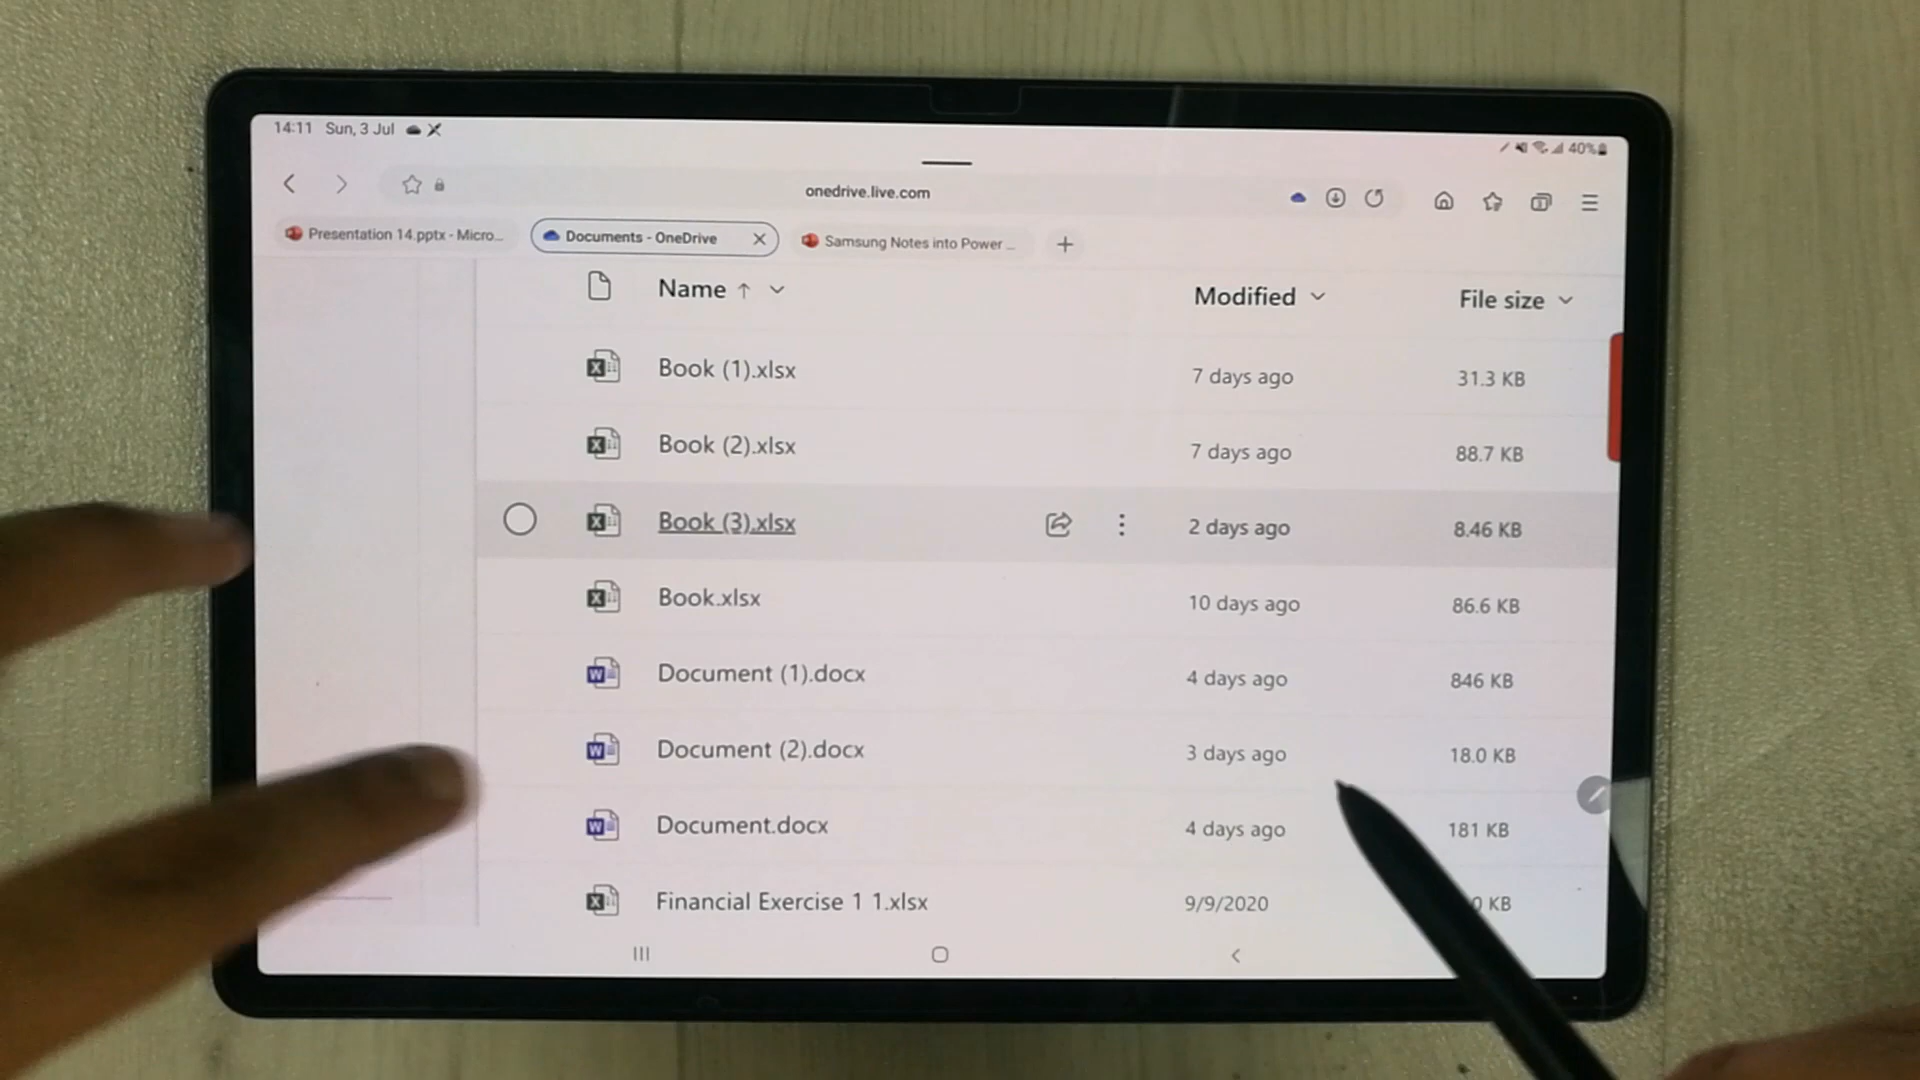 14:11 Sun, 3 Jul
40%
onedrive.live.com
Presentation 14.pptx - Micro...
Documents - OneDrive
Samsung Notes into Power ...
Name
Modified
File size
Book (1).xlsx 7 days ago 31.3 KB
Book (2).xlsx 7 days ago 88.7 KB
Book (3).xlsx 2 days ago 8.46 KB
Book.xlsx 10 days ago 86.6 KB
Document (1).docx 4 days ago 846 KB
Document (2).docx 3 days ago 18.0 KB
Document.docx 4 days ago 181 KB
Financial Exercise 1 1.xlsx 9/9/2020 KB